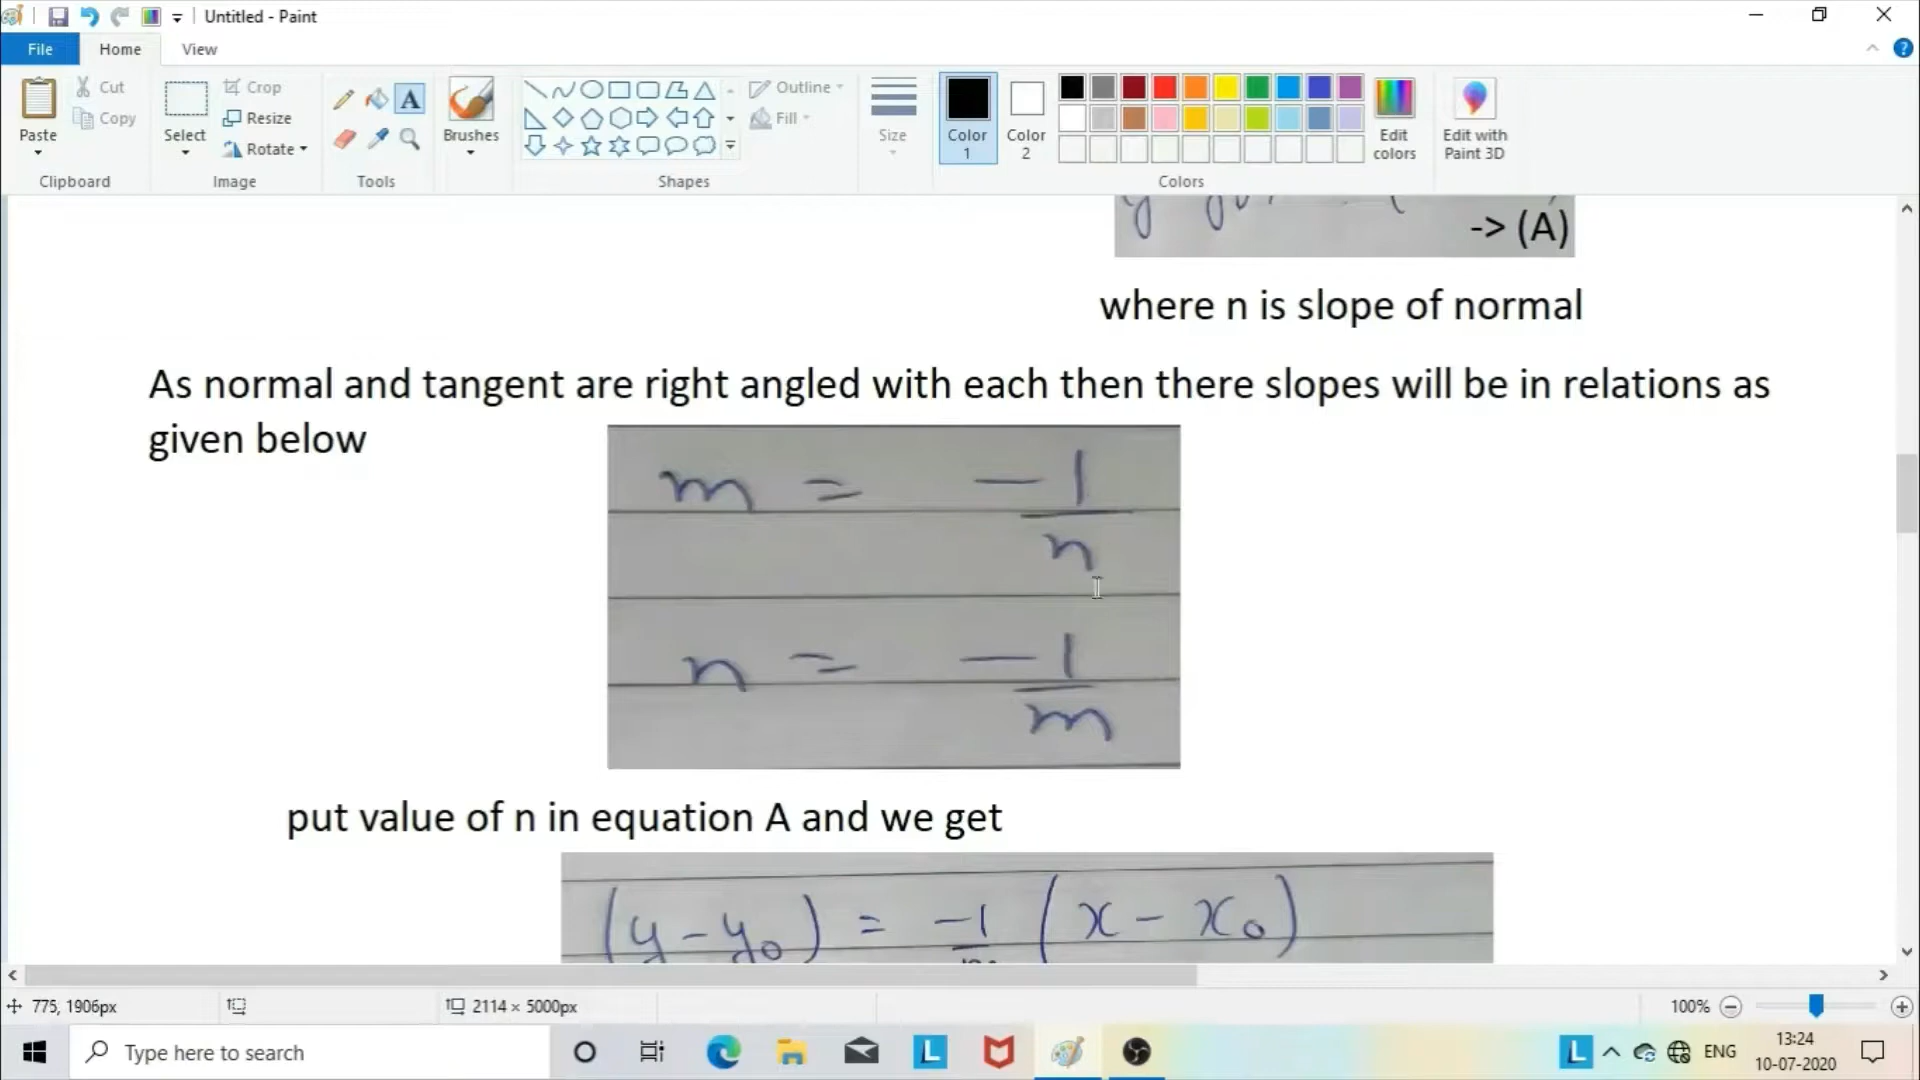 Untitled - Paint
File Home View
Paste
Cut
Copy
Clipboard
Select
Crop
Resize
Rotate
Image
Tools
Brushes
Shapes
Outline
Fill
Size
Color 1
Color 2
Edit colors
Edit with Paint 3D
Colors
-> (A)
where n is slope of normal
As normal and tangent are right angled with each then there slopes will be in relations as
given below
m = -1/n
n = -1/m
put value of n in equation A and we get
(y - y₀) = -1 (x - x₀)
775, 1906px
2114 × 5000px
100%
Type here to search
ENG
13:24
10-07-2020